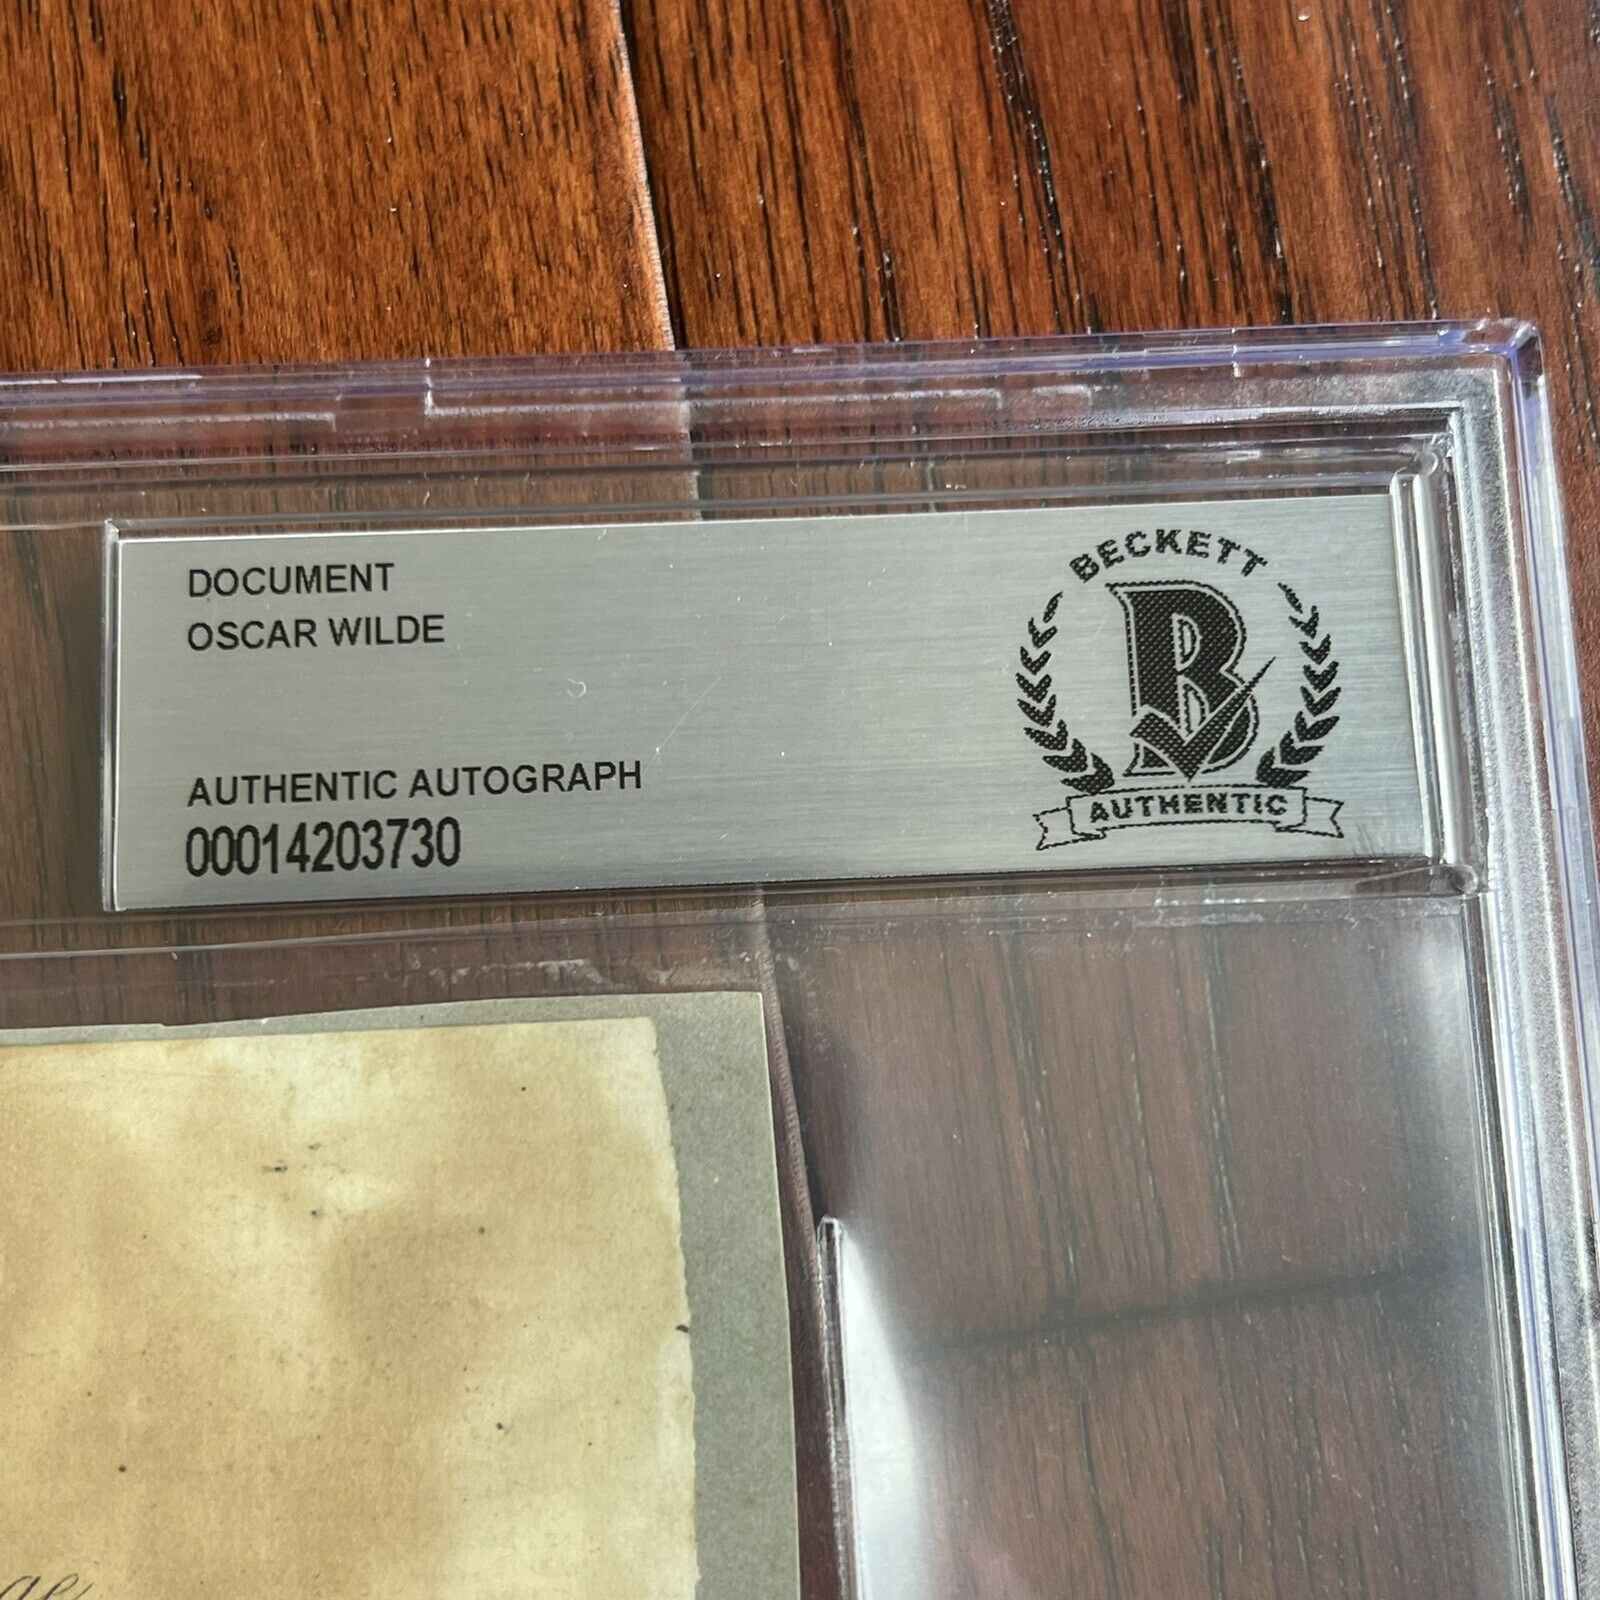 DOCUMENT
OSCAR WILDE
AUTHENTIC AUTOGRAPH
00014203730
BECKETT
B
AUTHENTIC